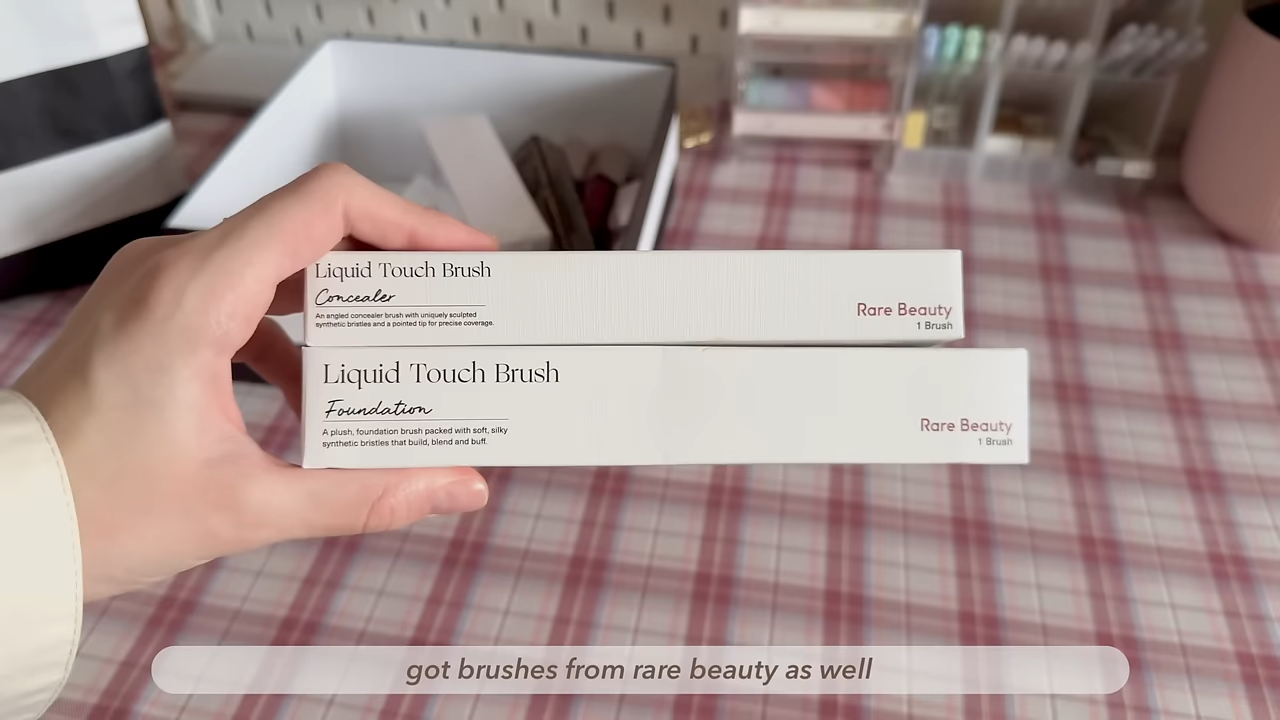 Liquid Touch Brush
Concealer
An angled concealer brush with uniquely sculpted
synthetic bristles and a pointed tip for precise coverage.
Rare Beauty
1 Brush
Liquid Touch Brush
Foundation
A plush, foundation brush packed with soft, silky
synthetic bristles that build, blend and buff.
Rare Beauty
1 Brush
got brushes from rare beauty as well